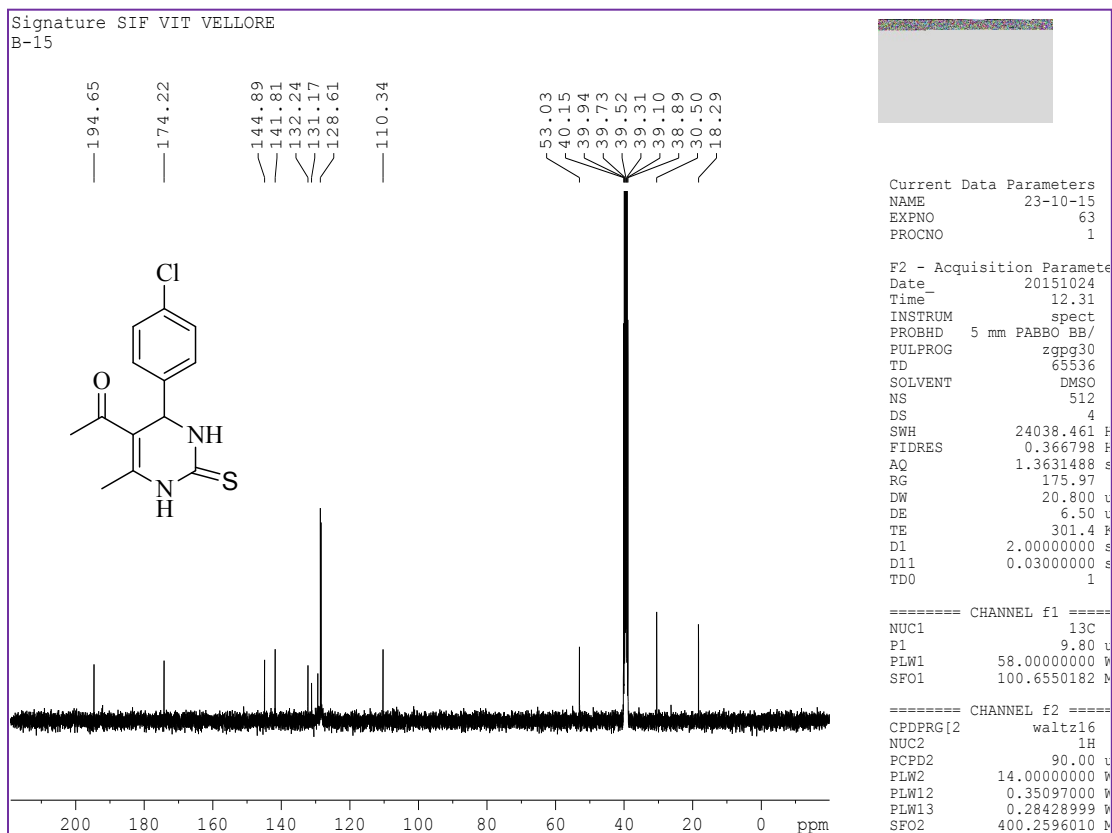 Signature SIF VIT VELLORE
B-15
194.65
174.22
144.89
141.81
132.24
131.17
128.61
110.34
53.03
40.15
39.94
39.73
39.52
39.31
39.10
38.89
30.50
18.29
Cl
O
NH
N
H
S
200 180 160 140 120 100 80 60 40 20 0 ppm
Current Data Parameters
NAME 23-10-15
EXPNO 63
PROCNO 1
F2 - Acquisition Paramete
Date_ 20151024
Time 12.31
INSTRUM spect
PROBHD 5 mm PABBO BB/
PULPROG zgpg30
TD 65536
SOLVENT DMSO
NS 512
DS 4
SWH 24038.461 H
FIDRES 0.366798 H
AQ 1.3631488 s
RG 175.97
DW 20.800 u
DE 6.50 u
TE 301.4 K
D1 2.00000000 s
D11 0.03000000 s
TD0 1
======== CHANNEL f1 =====
NUC1 13C
P1 9.80 u
PLW1 58.00000000 W
SFO1 100.6550182 M
======== CHANNEL f2 =====
CPDPRG[2 waltz16
NUC2 1H
PCPD2 90.00 u
PLW2 14.00000000 W
PLW12 0.35097000 W
PLW13 0.28428999 W
SFO2 400.2596010 M